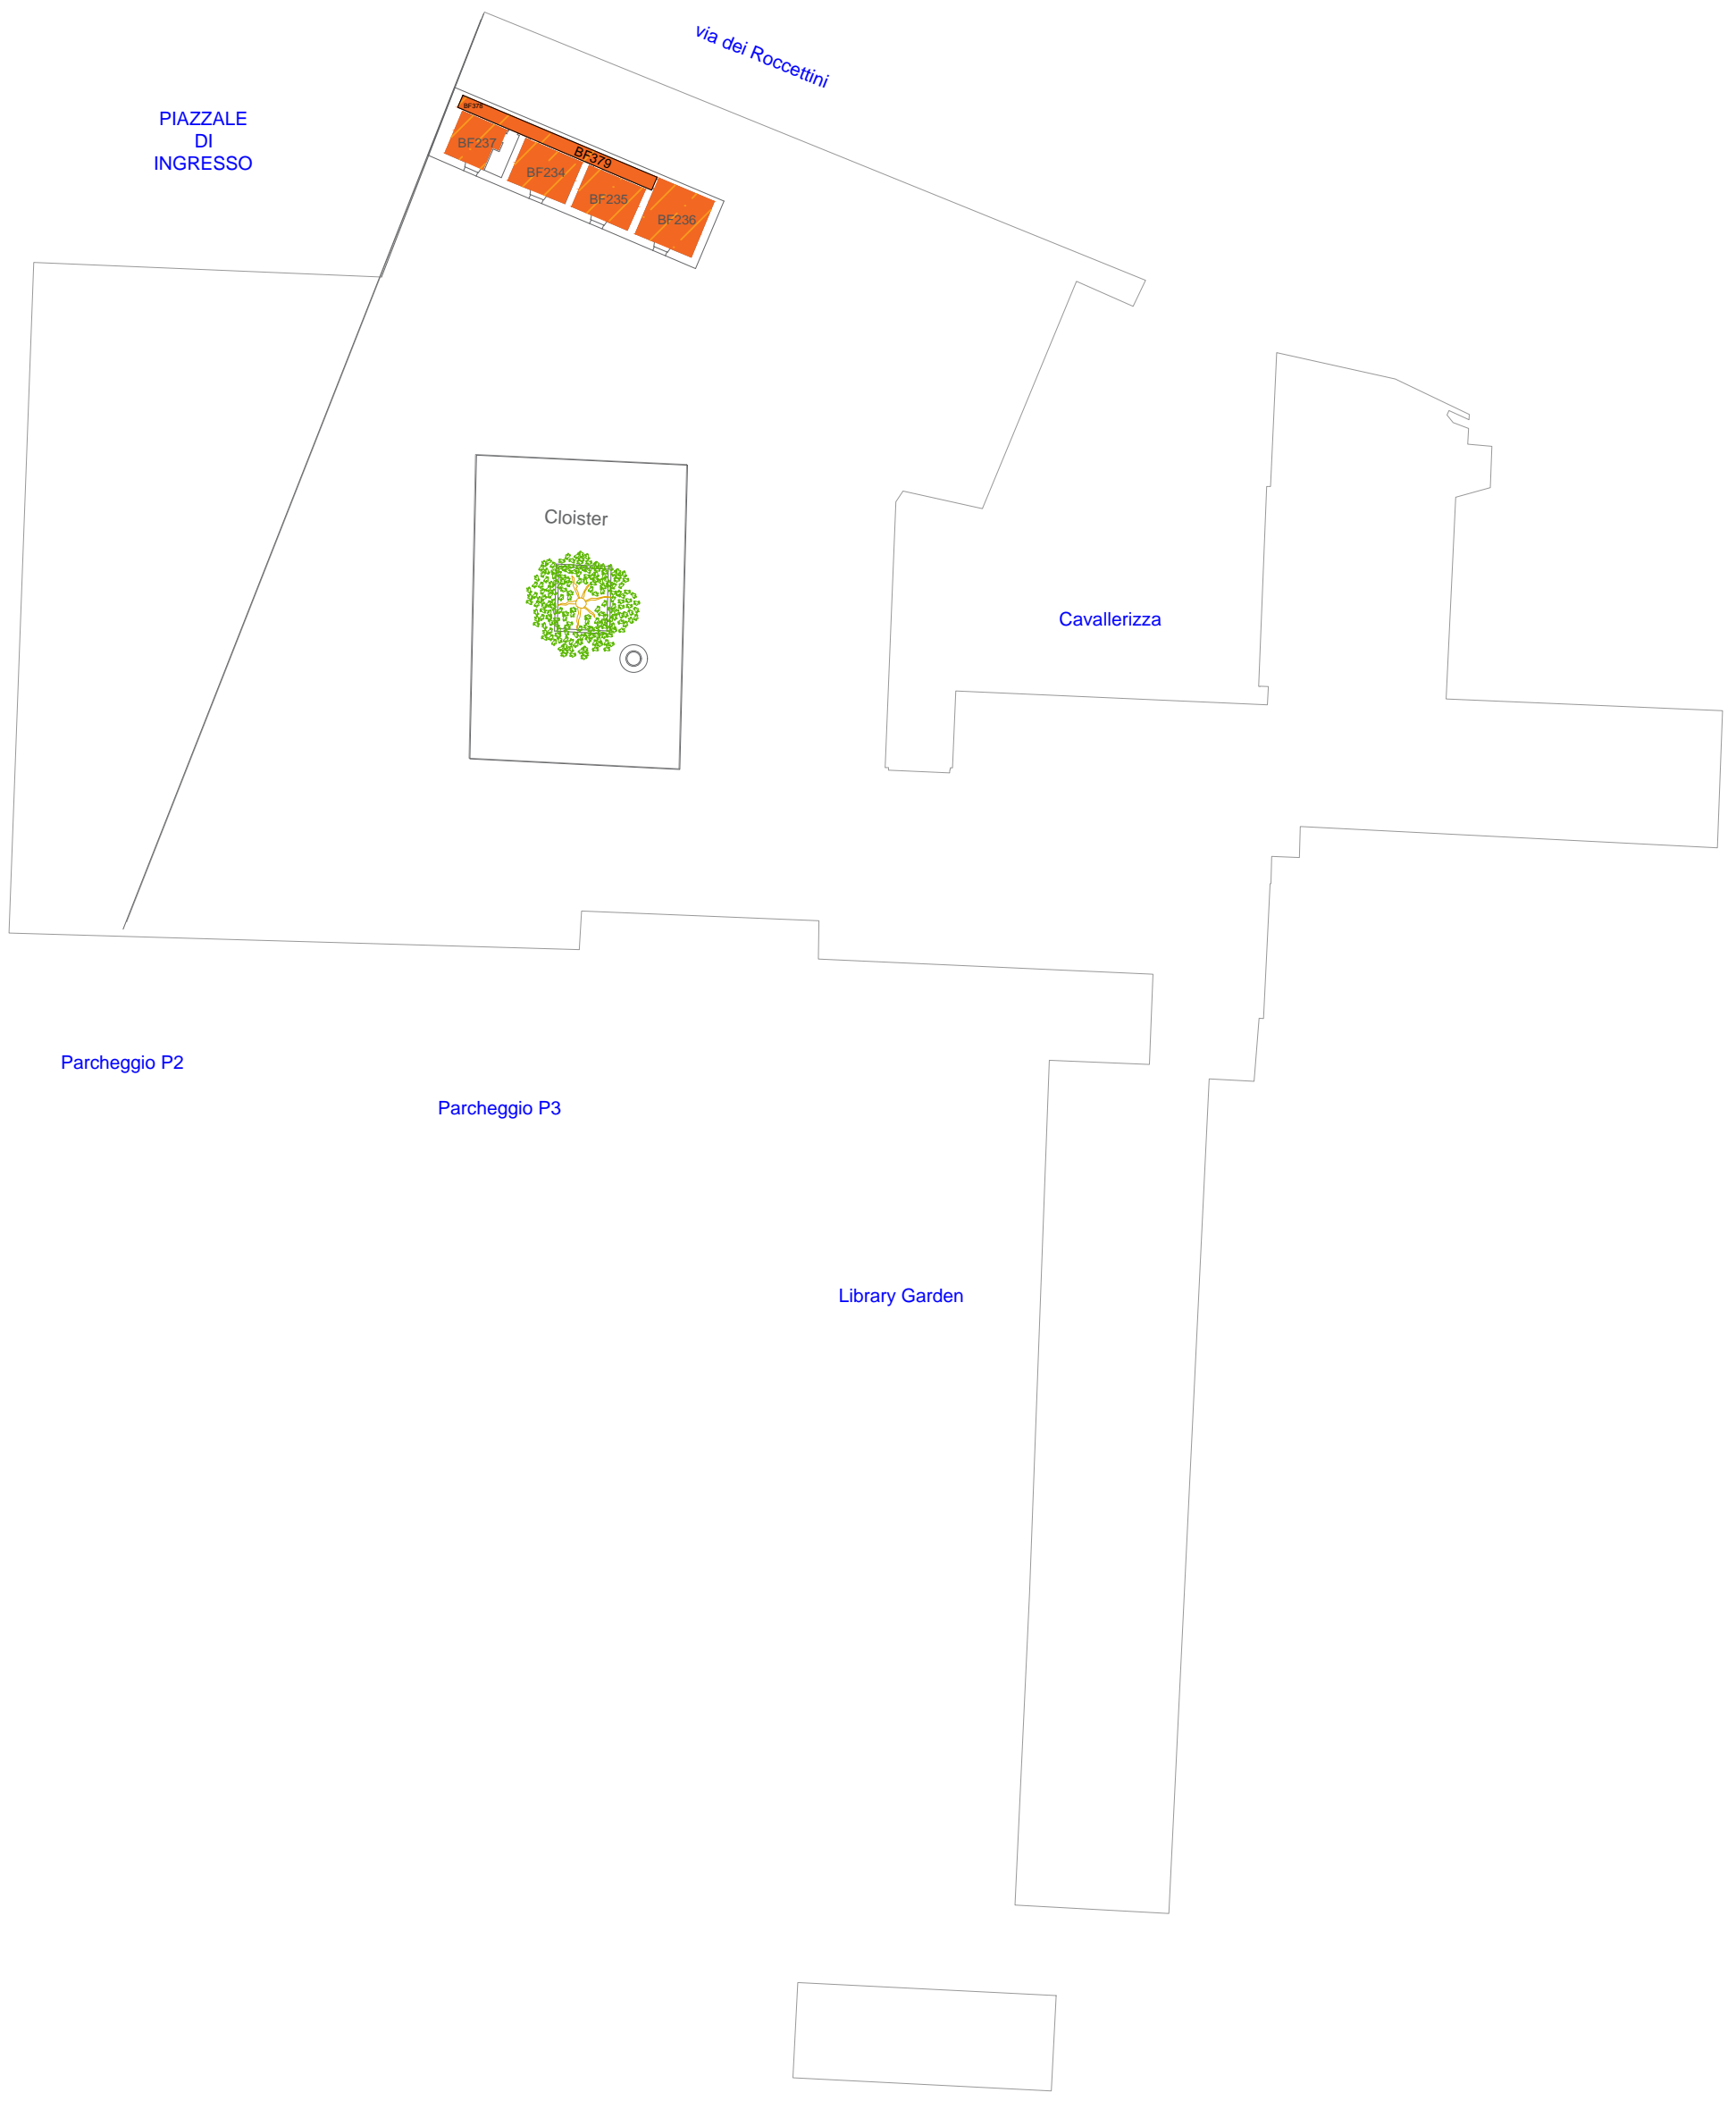 via dei Roccettini
PIAZZALE
DI
INGRESSO
BF378
BF237
BF379
BF234
BF235
BF236
Cloister
Cavallerizza
Parcheggio P2
Parcheggio P3
Library Garden